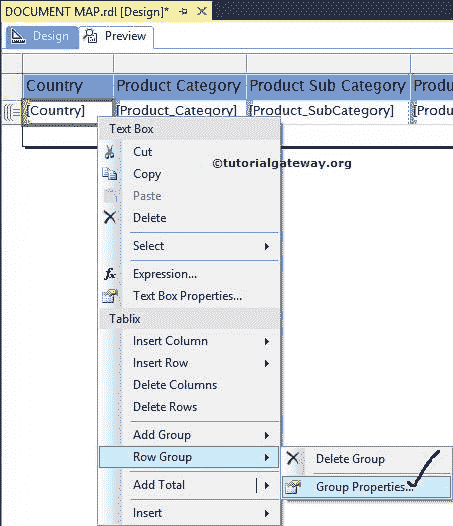 DOCUMENT MAP.rdl [Design]*
Design Preview
Country Product Category Product Sub Category Produ
[Country] [Product_Category] [Product_SubCategory] [Produ
Text Box
Cut
©tutorialgateway.org
Copy
Paste
Delete
Select
fx Expression...
Text Box Properties...
Tablix
Insert Column
Insert Row
Delete Columns
Delete Rows
Add Group
Row Group
Delete Group
Add Total
Group Properties...
Insert